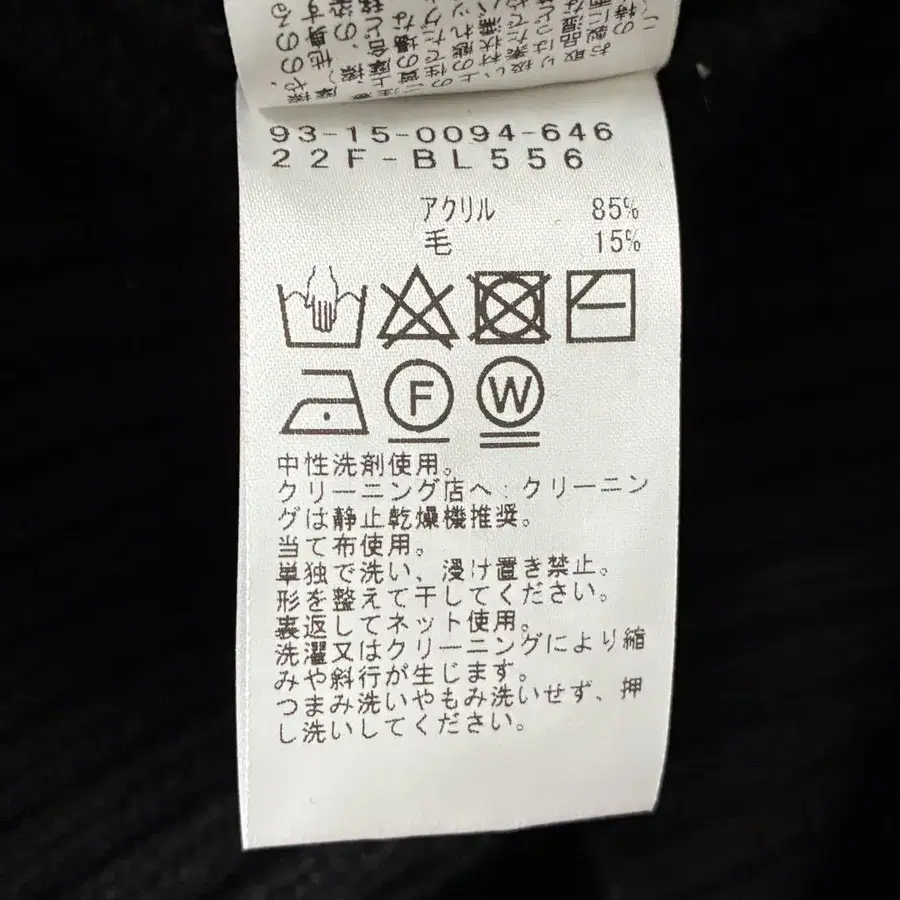 93-15-0094-646
22F-BL556
アクリル 85%
毛 15%
F W
中性洗剤使用。
クリーニング店へ:クリーニン
グは静止乾燥機推奨。
当て布使用。
単独で洗い、浸け置き禁止。
形を整えて干してください。
裏返してネット使用。
洗濯又はクリーニングにより縮
みや斜行が生じます。
つまみ洗いやもみ洗いせず、押
し洗いしてください。